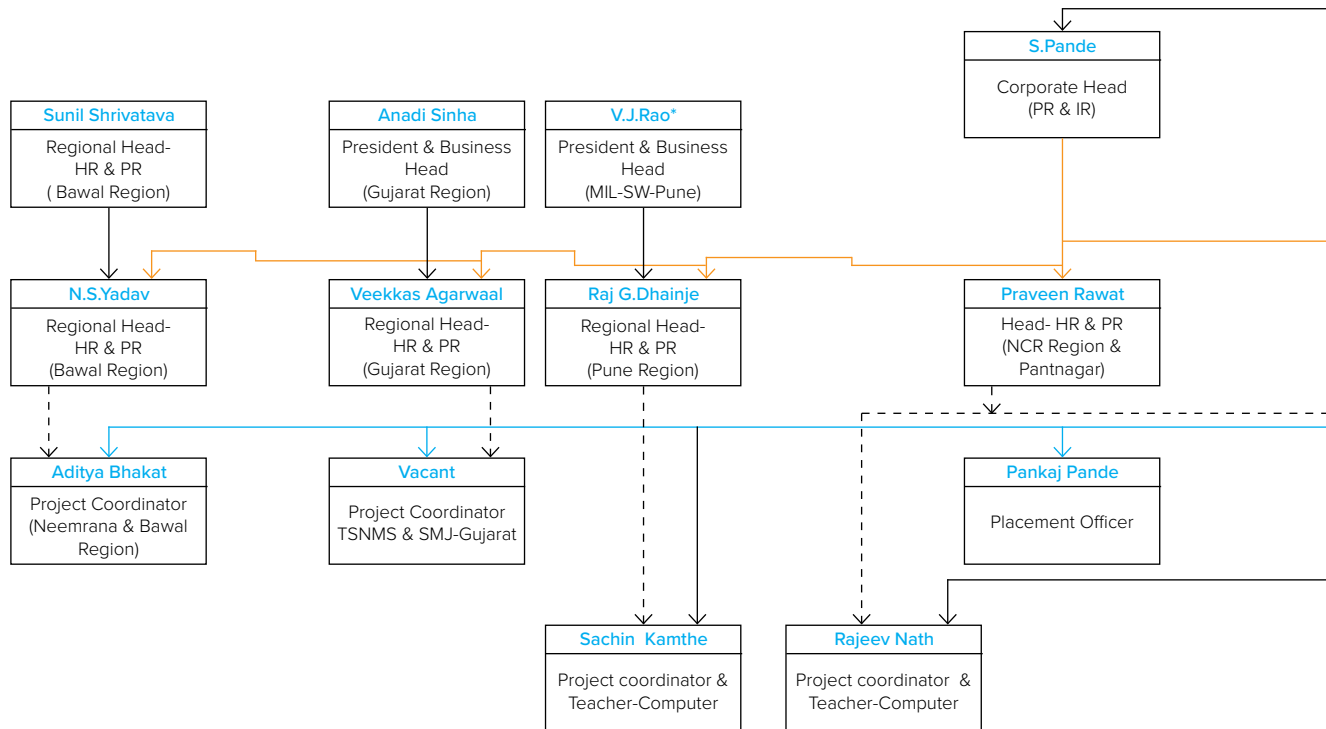 S.Pande
Corporate Head
(PR & IR)
Sunil Shrivatava
Regional Head-
HR & PR
( Bawal Region)
Anadi Sinha
President & Business
Head
(Gujarat Region)
V.J.Rao*
President & Business
Head
(MIL-SW-Pune)
N.S.Yadav
Regional Head-
HR & PR
(Bawal Region)
Veekkas Agarwaal
Regional Head-
HR & PR
(Gujarat Region)
Raj G.Dhainje
Regional Head-
HR & PR
(Pune Region)
Praveen Rawat
Head- HR & PR
(NCR Region &
Pantnagar)
Aditya Bhakat
Project Coordinator
(Neemrana & Bawal
Region)
Vacant
Project Coordinator
TSNMS & SMJ-Gujarat
Pankaj Pande
Placement Officer
Sachin Kamthe
Project coordinator &
Teacher-Computer
Rajeev Nath
Project coordinator &
Teacher-Computer